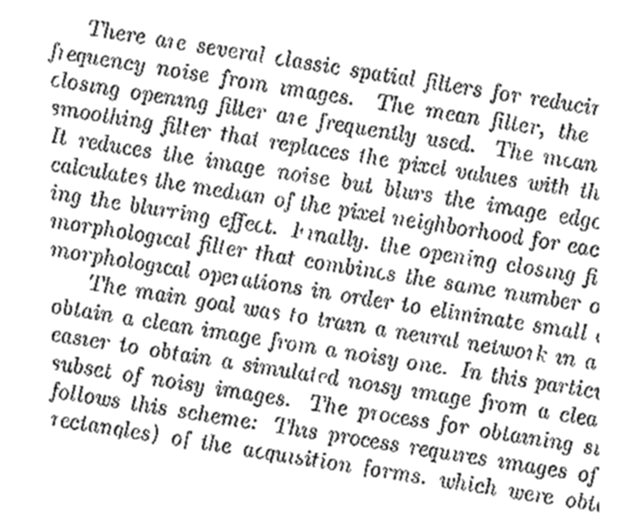 There are several classic spatial filters for reducin
frequency noise from images. The mean filter, the
closing opening filter are frequently used. The mean
smoothing filter that replaces the pixel values with th
It reduces the image noise but blurs the image edge
calculates the median of the pixel neighborhood for eac
ing the blurring effect. Finally, the opening closing fi
morphological filter that combines the same number o
morphological operations in order to eliminate small
The main goal was to train a neural network in a
obtain a clean image from a noisy one. In this particu
easier to obtain a simulated noisy image from a clea
subset of noisy images. The process for obtaining si
follows this scheme: This process requires images of
rectangles) of the acquisition forms. which were obt